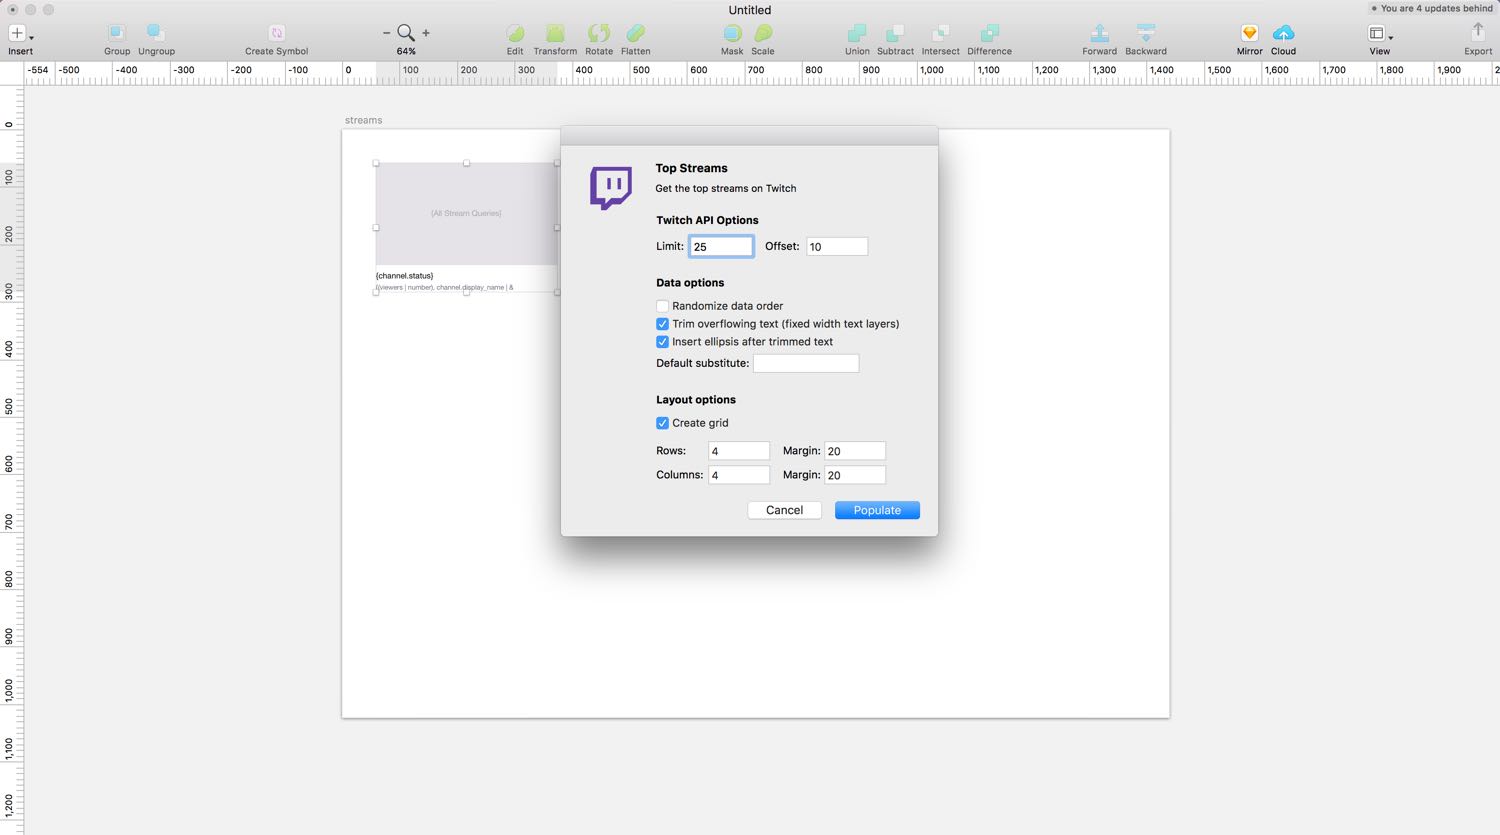 Untitled
You are 4 updates behind
Insert Group Ungroup Create Symbol 64% Edit Transform Rotate Flatten Mask Scale Union Subtract Intersect Difference Forward Backward Mirror Cloud View Export
-554 -500 -400 -300 -200 -100 0 100 200 300 400 500 600 700 800 900 1,000 1,100 1,200 1,300 1,400 1,500 1,600 1,700 1,800 1,900 2
0
100
200
300
400
500
600
700
800
900
1,000
1,100
1,200
streams
{All Stream Queries}
{channel.status}
{(viewers | number), channel.display_name | &
Top Streams
Get the top streams on Twitch
Twitch API Options
Limit: 25 Offset: 10
Data options
Randomize data order
Trim overflowing text (fixed width text layers)
Insert ellipsis after trimmed text
Default substitute:
Layout options
Create grid
Rows: 4 Margin: 20
Columns: 4 Margin: 20
Cancel Populate